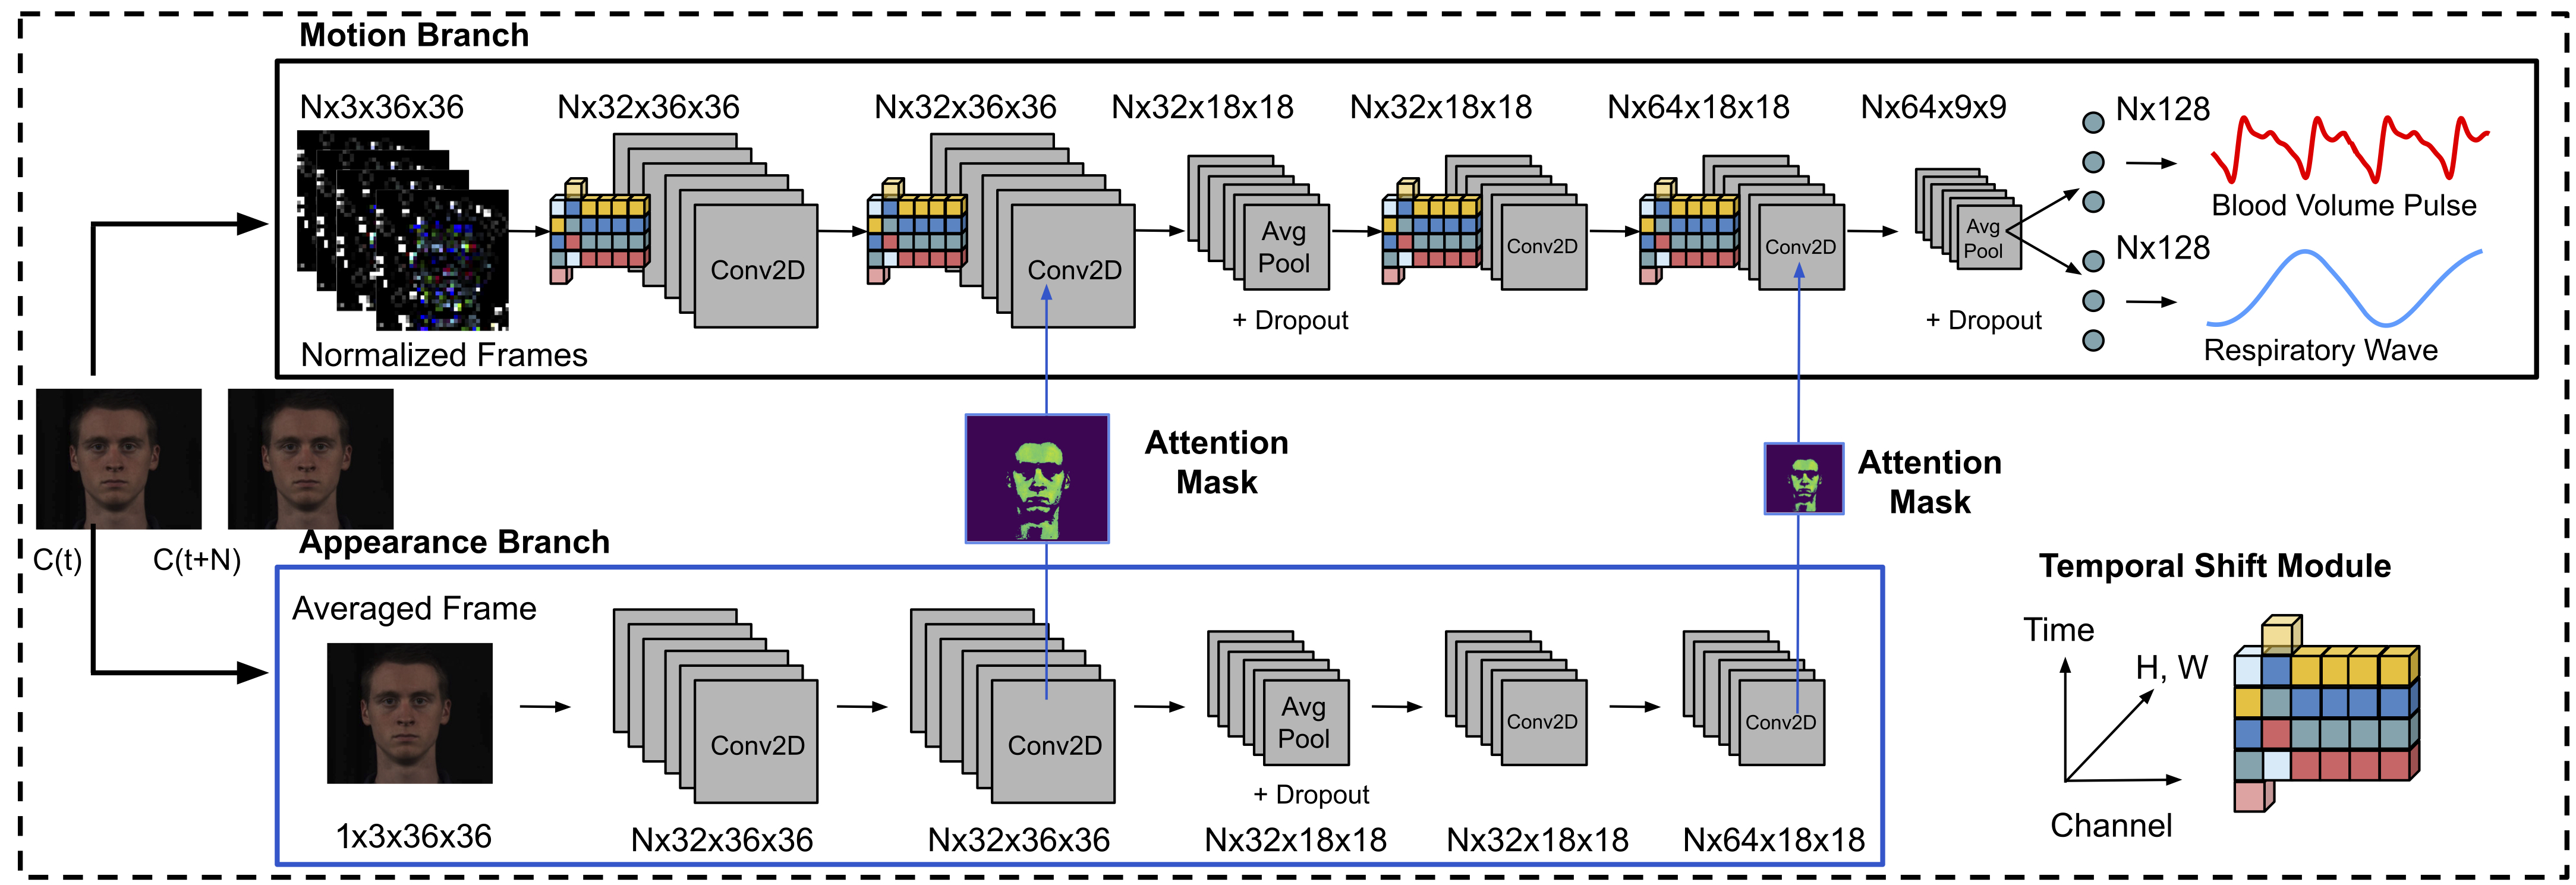 Motion Branch
Nx3x36x36
Nx32x36x36
Nx32x36x36
Nx32x18x18
Nx32x18x18
Nx64x18x18
Nx64x9x9
Nx128
Conv2D
Conv2D
Avg
Pool
Conv2D
Conv2D
Avg
Pool
Blood Volume Pulse
Nx128
+ Dropout
+ Dropout
Normalized Frames
Respiratory Wave
Attention
Mask
Attention
Mask
C(t)
C(t+N)
Appearance Branch
Averaged Frame
Conv2D
Conv2D
Avg
Pool
Conv2D
Conv2D
+ Dropout
1x3x36x36
Nx32x36x36
Nx32x36x36
Nx32x18x18
Nx32x18x18
Nx64x18x18
Temporal Shift Module
Time
H, W
Channel